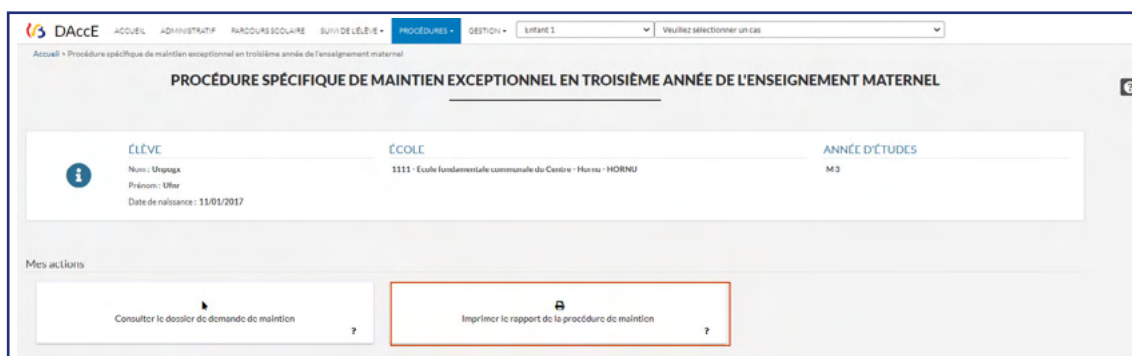 DAccE ACCUEIL ADMINISTRATIF PARCOURS SCOLAIRE SUIVI DE L'ÉLÈVE PROCÉDURES GESTION Enfant 1 Veuillez sélectionner un cas
Accueil > Procédure spécifique de maintien exceptionnel en troisième année de l'enseignement maternel
PROCÉDURE SPÉCIFIQUE DE MAINTIEN EXCEPTIONNEL EN TROISIÈME ANNÉE DE L'ENSEIGNEMENT MATERNEL
?
ÉLÈVE ÉCOLE ANNÉE D'ÉTUDES
Nom : Unpugx 1111 - Ecole fondamentale communale du Centre - Hornu - HORNU M3
Prénom : Ufnr
Date de naissance : 11/01/2017
Mes actions
Consulter le dossier de demande de maintien Imprimer le rapport de la procédure de maintien
? ?